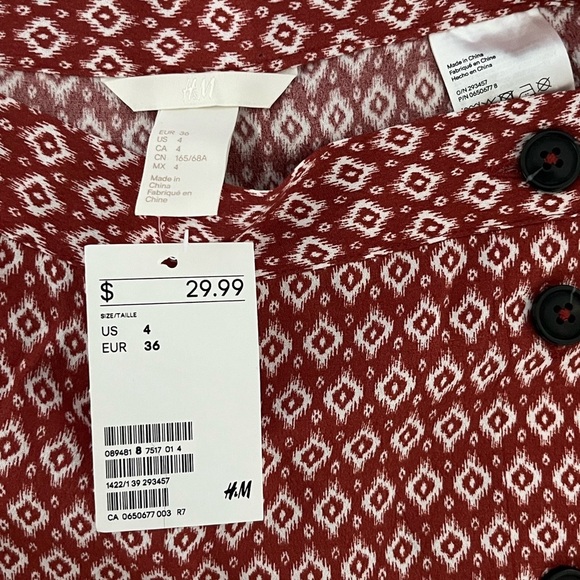 H&M
EUR 36
US 4
CA 4
CN 165/68A
MX 4
Made in
China
Fabriqué en
Chine
Made in China
Fabriqué en Chine
Hecho en China
O/N 293457
P/N 0650677 8
$ 29.99
SIZE/TAILLE
US 4
EUR 36
089481 8 7517 01 4
1422/1 39 293457
H&M
CA 0650677 003 R7